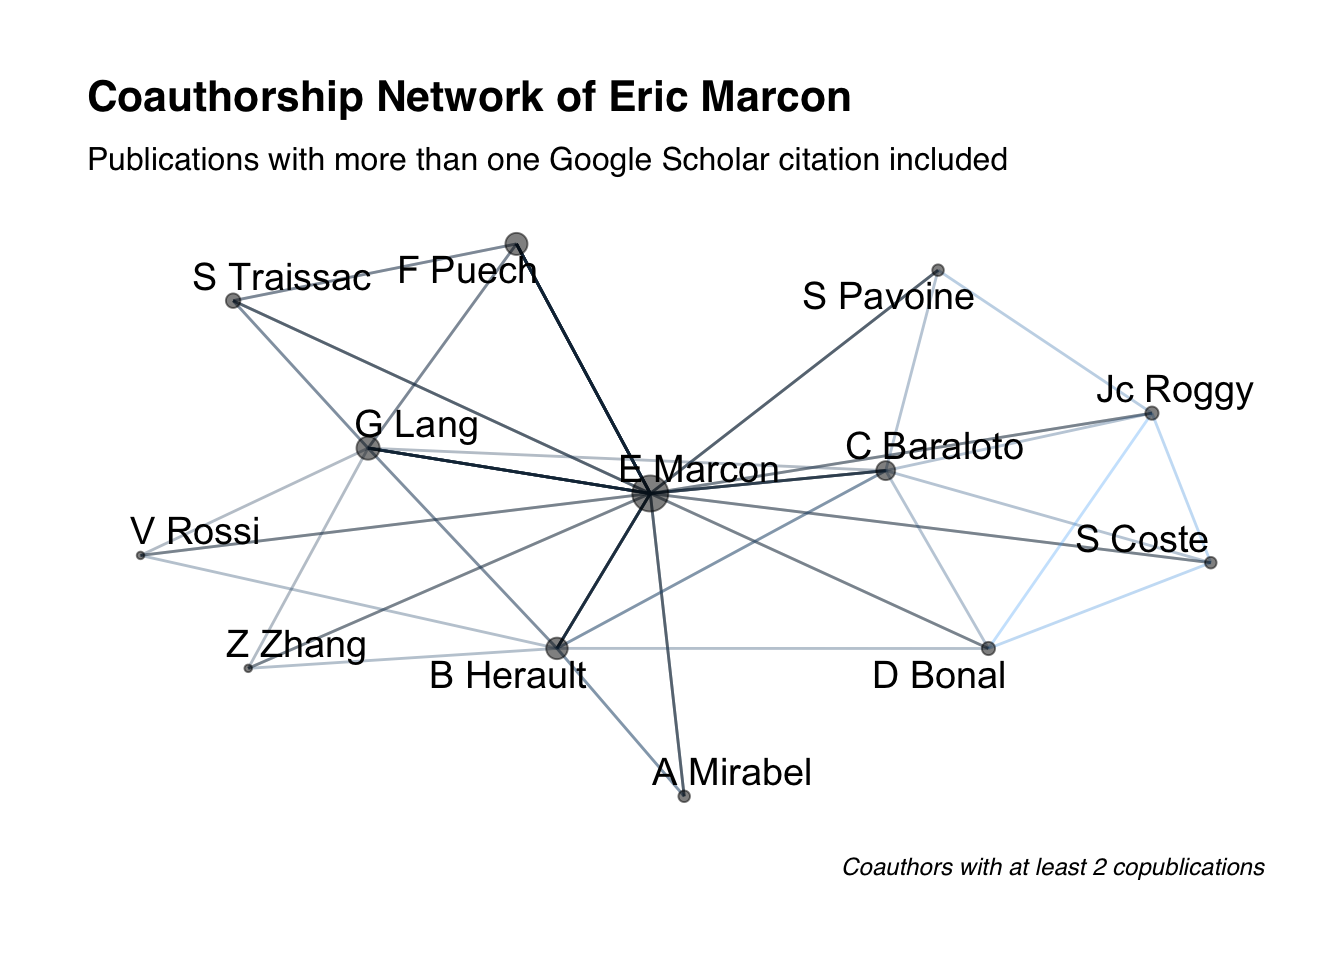 Coauthorship Network of Eric Marcon
Publications with more than one Google Scholar citation included
S Traissac
F Puech
S Pavoine
Jc Roggy
G Lang
C Baraloto
E Marcon
V Rossi
S Coste
Z Zhang
B Herault
D Bonal
A Mirabel
Coauthors with at least 2 copublications